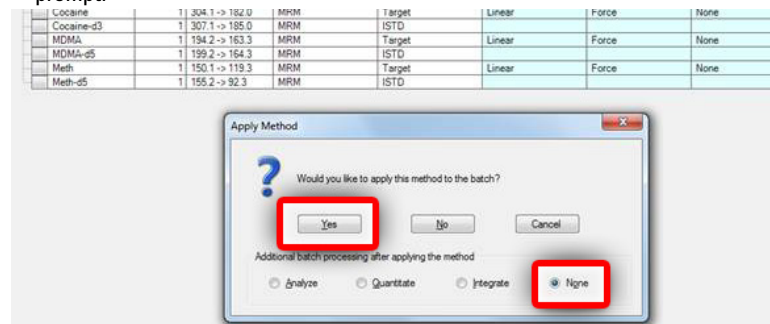 prompt
Cocaine 1 304.1 -> 182.0 MRM Target Linear Force None
Cocaine-d3 1 307.1 -> 185.0 MRM ISTD
MDMA 1 194.2 -> 163.3 MRM Target Linear Force None
MDMA-d5 1 199.2 -> 164.3 MRM ISTD
Meth 1 150.1 -> 119.3 MRM Target Linear Force None
Meth-d5 1 155.2 -> 92.3 MRM ISTD
Apply Method
Would you like to apply this method to the batch?
Yes No Cancel
Additional batch processing after applying the method
Analyze Quantitate Integrate None